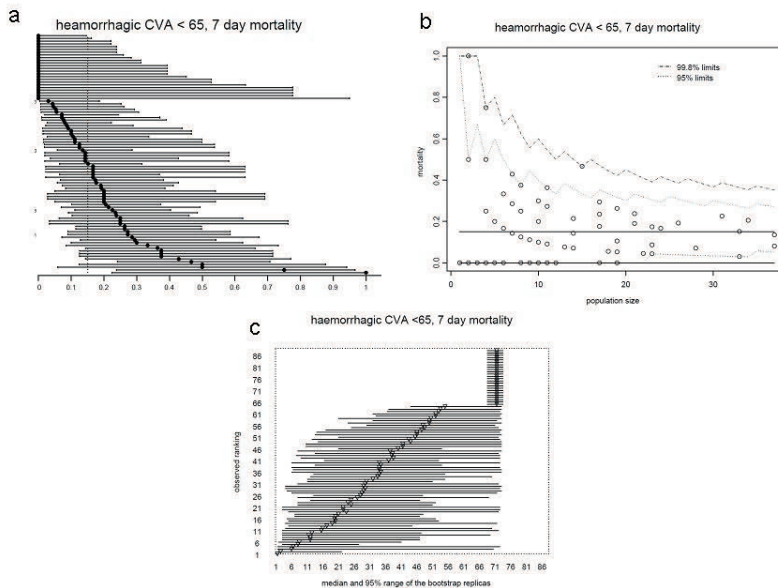 a
heamorrhagic CVA < 65, 7 day mortality
0 0.1 0.2 0.3 0.4 0.5 0.6 0.7 0.8 0.9 1
b
heamorrhagic CVA < 65, 7 day mortality
99.8% limits
95% limits
mortality
1.0
0.8
0.6
0.4
0.2
0.0
0 10 20 30
population size
c
haemorrhagic CVA <65, 7 day mortality
observed ranking
86
81
76
71
66
61
56
51
46
41
36
31
26
21
16
11
6
1
1 6 11 16 21 26 31 36 41 46 51 56 61 66 71 76 82 86
median and 95% range of the bootstrap replicas